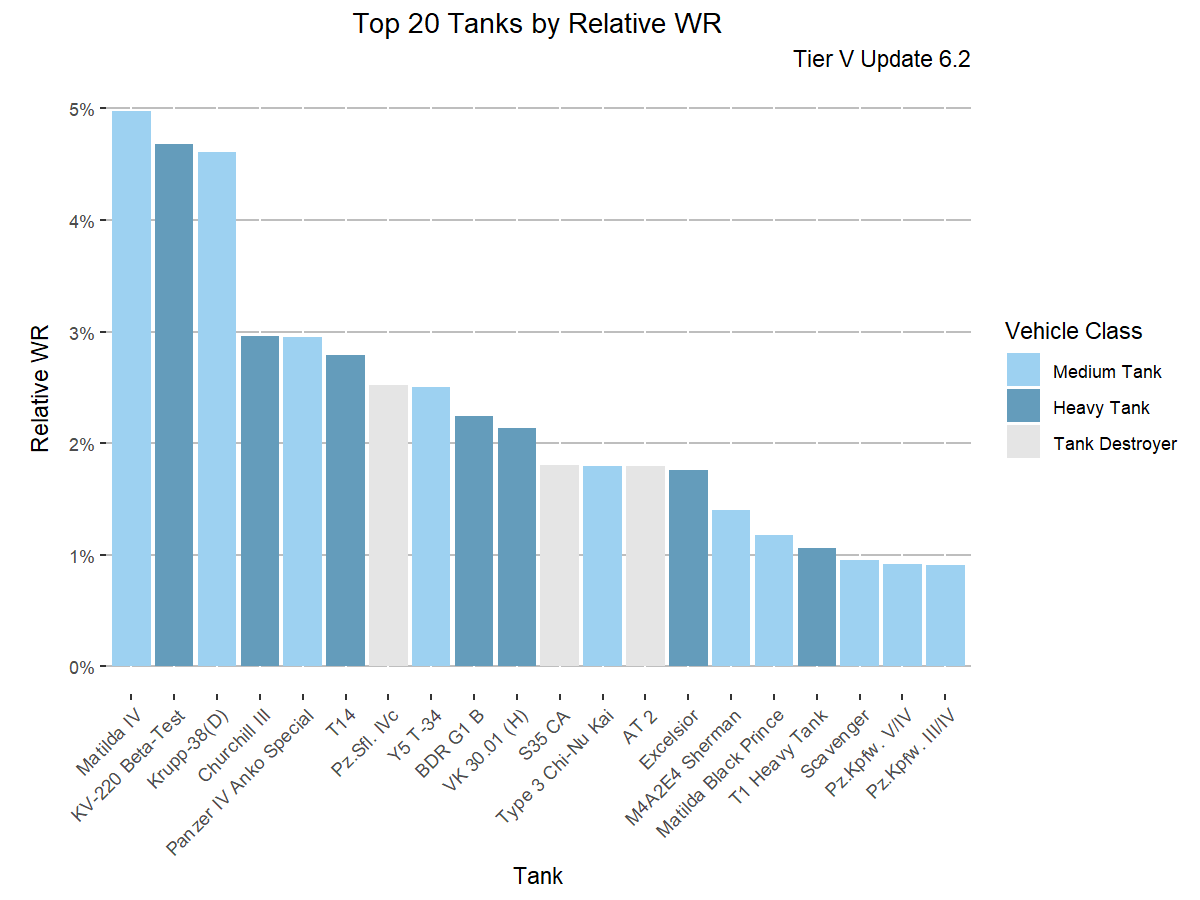 Top 20 Tanks by Relative WR
Tier V Update 6.2
5%
4%
3%
2%
1%
0%
Relative WR
Matilda IV
KV-220 Beta-Test
Krupp-38(D)
Churchill III
Panzer IV Anko Special
T14
Pz.Sfl. IVc
Y5 T-34
BDR G1 B
VK 30.01 (H)
S35 CA
Type 3 Chi-Nu Kai
AT 2
Excelsior
M4A2E4 Sherman
Matilda Black Prince
T1 Heavy Tank
Scavenger
Pz.Kpfw. V/IV
Pz.Kpfw. III/IV
Tank
Vehicle Class
Medium Tank
Heavy Tank
Tank Destroyer